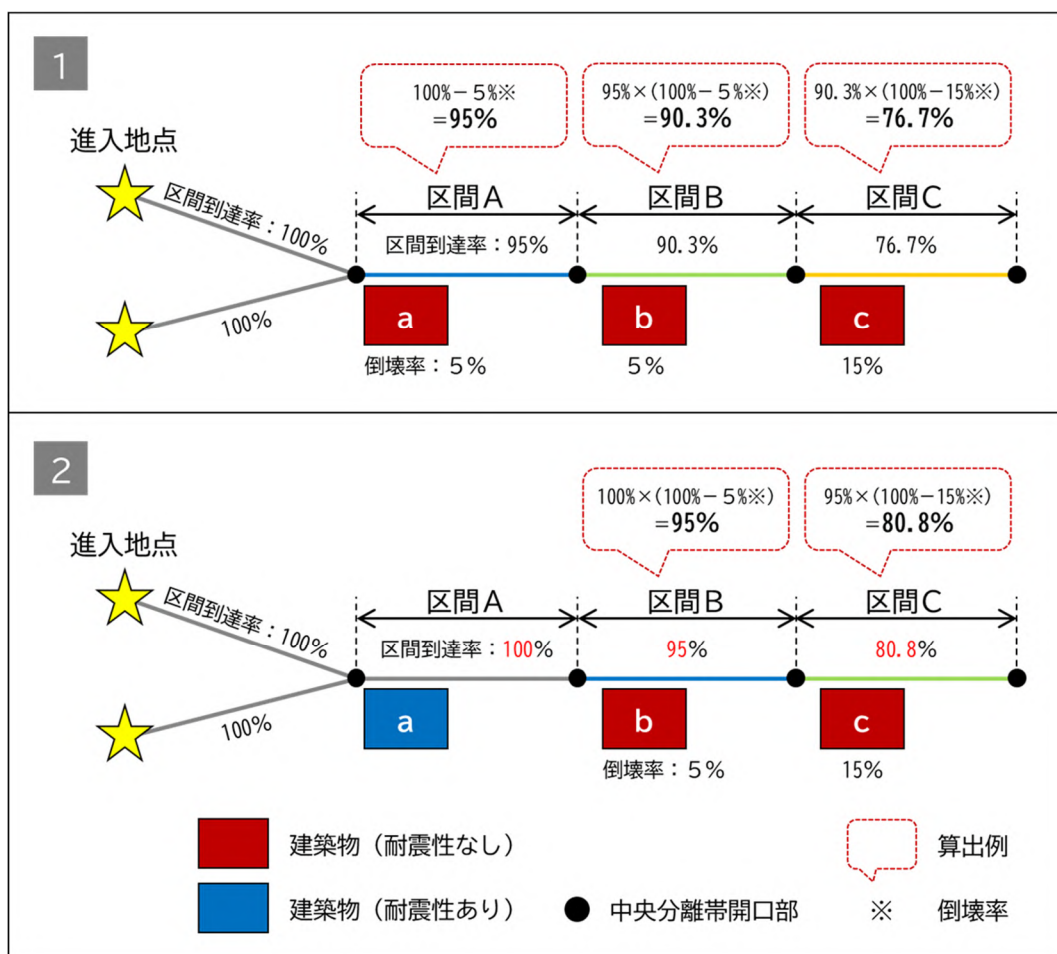 1
100%－5%※
=95%
95%×(100%－5%※)
=90.3%
90.3%×(100%－15%※)
=76.7%
進入地点
区間到達率：100%
100%
区間A
区間B
区間C
区間到達率：95%
90.3%
76.7%
a
b
c
倒壊率：5%
5%
15%
2
100%×(100%－5%※)
=95%
95%×(100%－15%※)
=80.8%
進入地点
区間到達率：100%
100%
区間A
区間B
区間C
区間到達率：100%
95%
80.8%
a
b
c
倒壊率：5%
15%
建築物（耐震性なし）
算出例
建築物（耐震性あり）
中央分離帯開口部
※ 倒壊率